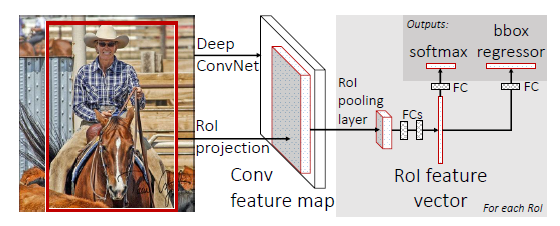 Outputs:
softmax
bbox
regressor
Deep
ConvNet
FC
FC
RoI
pooling
layer
FCs
RoI
projection
Conv
feature map
RoI feature
vector
For each RoI